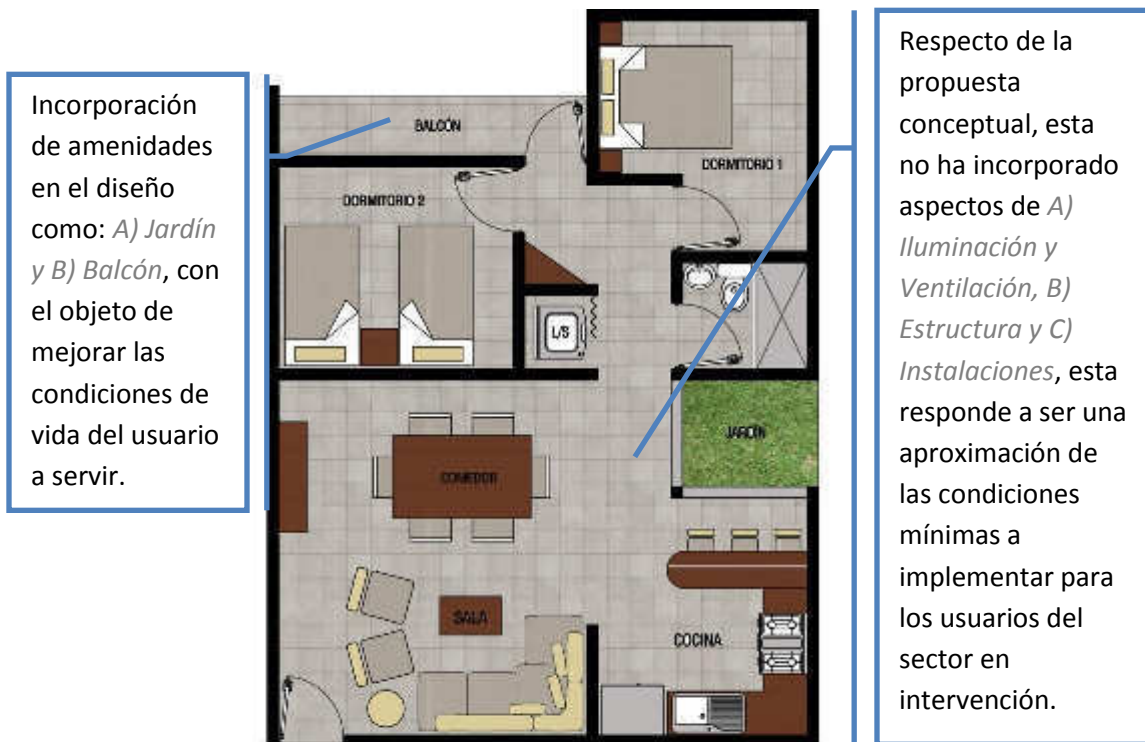 Incorporación
de amenidades
en el diseño
como: A) Jardín
y B) Balcón, con
el objeto de
mejorar las
condiciones de
vida del usuario
a servir.
BALCÓN
DORMITORIO 1
DORMITORIO 2
L/S
JARDÍN
COMEDOR
SALA
COCINA
Respecto de la
propuesta
conceptual, esta
no ha incorporado
aspectos de A)
Iluminación y
Ventilación, B)
Estructura y C)
Instalaciones, esta
responde a ser una
aproximación de
las condiciones
mínimas a
implementar para
los usuarios del
sector en
intervención.